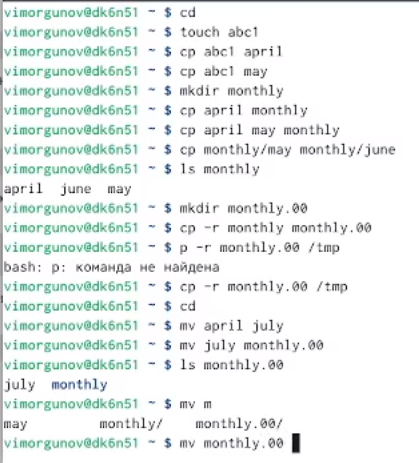 vimorgunov@dk6n51 ~ $ cd
vimorgunov@dk6n51 ~ $ touch abc1
vimorgunov@dk6n51 ~ $ cp abc1 april
vimorgunov@dk6n51 ~ $ cp abc1 may
vimorgunov@dk6n51 ~ $ mkdir monthly
vimorgunov@dk6n51 ~ $ cp april monthly
vimorgunov@dk6n51 ~ $ cp april may monthly
vimorgunov@dk6n51 ~ $ cp monthly/may monthly/june
vimorgunov@dk6n51 ~ $ ls monthly
april  june  may
vimorgunov@dk6n51 ~ $ mkdir monthly.00
vimorgunov@dk6n51 ~ $ cp -r monthly monthly.00
vimorgunov@dk6n51 ~ $ p -r monthly.00 /tmp
bash: p: команда не найдена
vimorgunov@dk6n51 ~ $ cp -r monthly.00 /tmp
vimorgunov@dk6n51 ~ $ cd
vimorgunov@dk6n51 ~ $ mv april july
vimorgunov@dk6n51 ~ $ mv july monthly.00
vimorgunov@dk6n51 ~ $ ls monthly.00
july  monthly
vimorgunov@dk6n51 ~ $ mv m
may         monthly/    monthly.00/
vimorgunov@dk6n51 ~ $ mv monthly.00